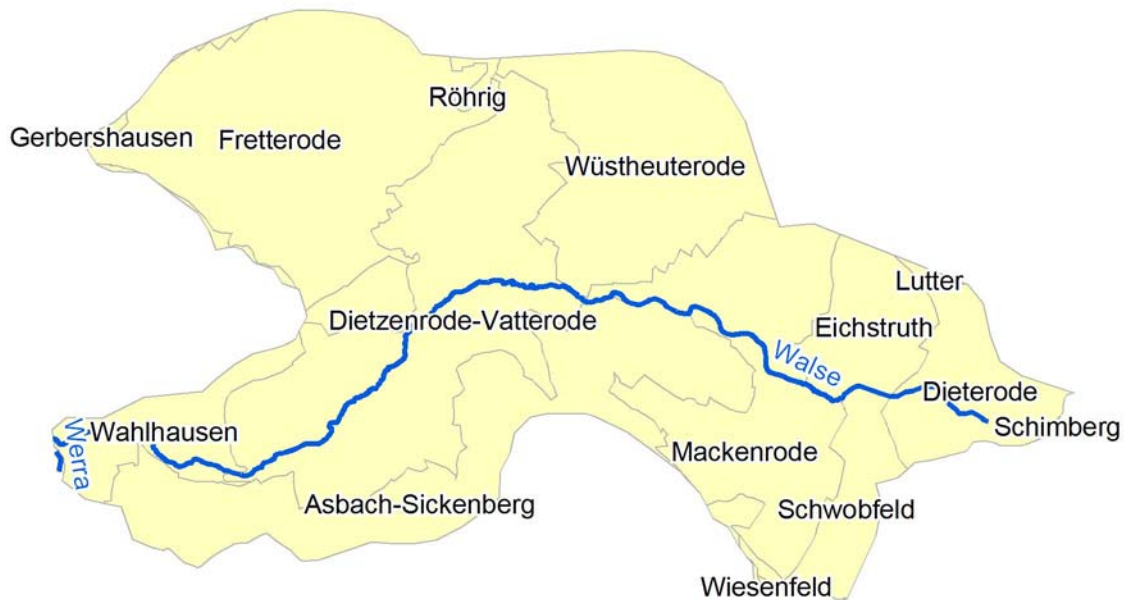 Röhrig
Gerbershausen
Fretterode
Wüstheuterode
Lutter
Dietzenrode-Vatterode
Eichstruth
Walse
Dieterode
Wahlhausen
Schimberg
Werra
Mackenrode
Asbach-Sickenberg
Schwobfeld
Wiesenfeld